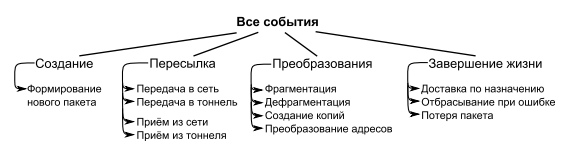 Все события
Создание
Формирование
нового пакета
Пересылка
Передача в сеть
Передача в тоннель
Приём из сети
Приём из тоннеля
Преобразования
Фрагментация
Дефрагментация
Создание копий
Преобразование адресов
Завершение жизни
Доставка по назначению
Отбрасывание при ошибке
Потеря пакета